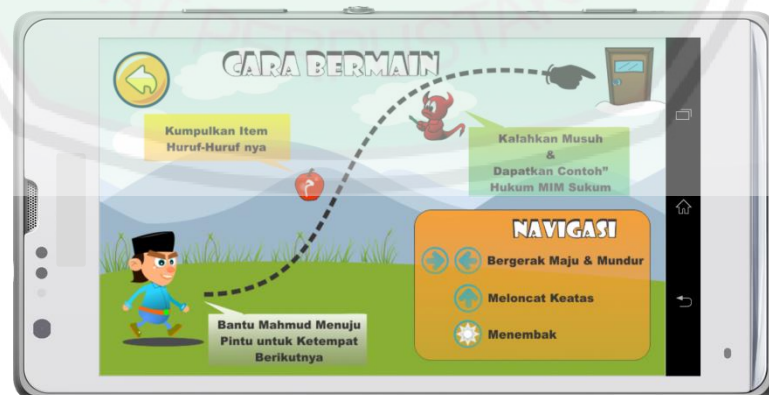 CARA BERMAIN
Kumpulkan Item
Huruf-Huruf nya
Kalahkan Musuh
&
Dapatkan Contoh"
Hukum MIM Sukum
م
NAVIGASI
Bergerak Maju & Mundur
Meloncat Keatas
Menembak
Bantu Mahmud Menuju
Pintu untuk Ketempat
Berikutnya